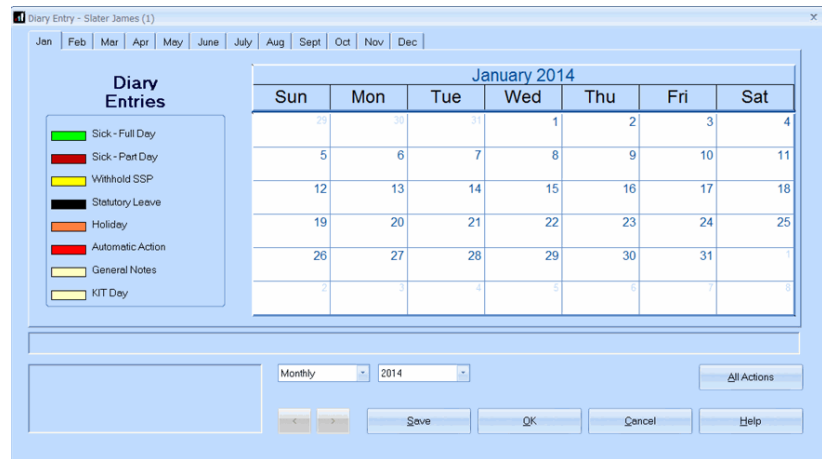 Diary Entry - Slater James (1)
Jan Feb Mar Apr May June July Aug Sept Oct Nov Dec
Diary
Entries
Sick - Full Day
Sick - Part Day
Withhold SSP
Statutory Leave
Holiday
Automatic Action
General Notes
KIT Day
January 2014
Sun Mon Tue Wed Thu Fri Sat
29 30 31 1 2 3 4
5 6 7 8 9 10 11
12 13 14 15 16 17 18
19 20 21 22 23 24 25
26 27 28 29 30 31 1
2 3 4 5 6 7 8
Monthly 2014
All Actions
< > Save OK Cancel Help